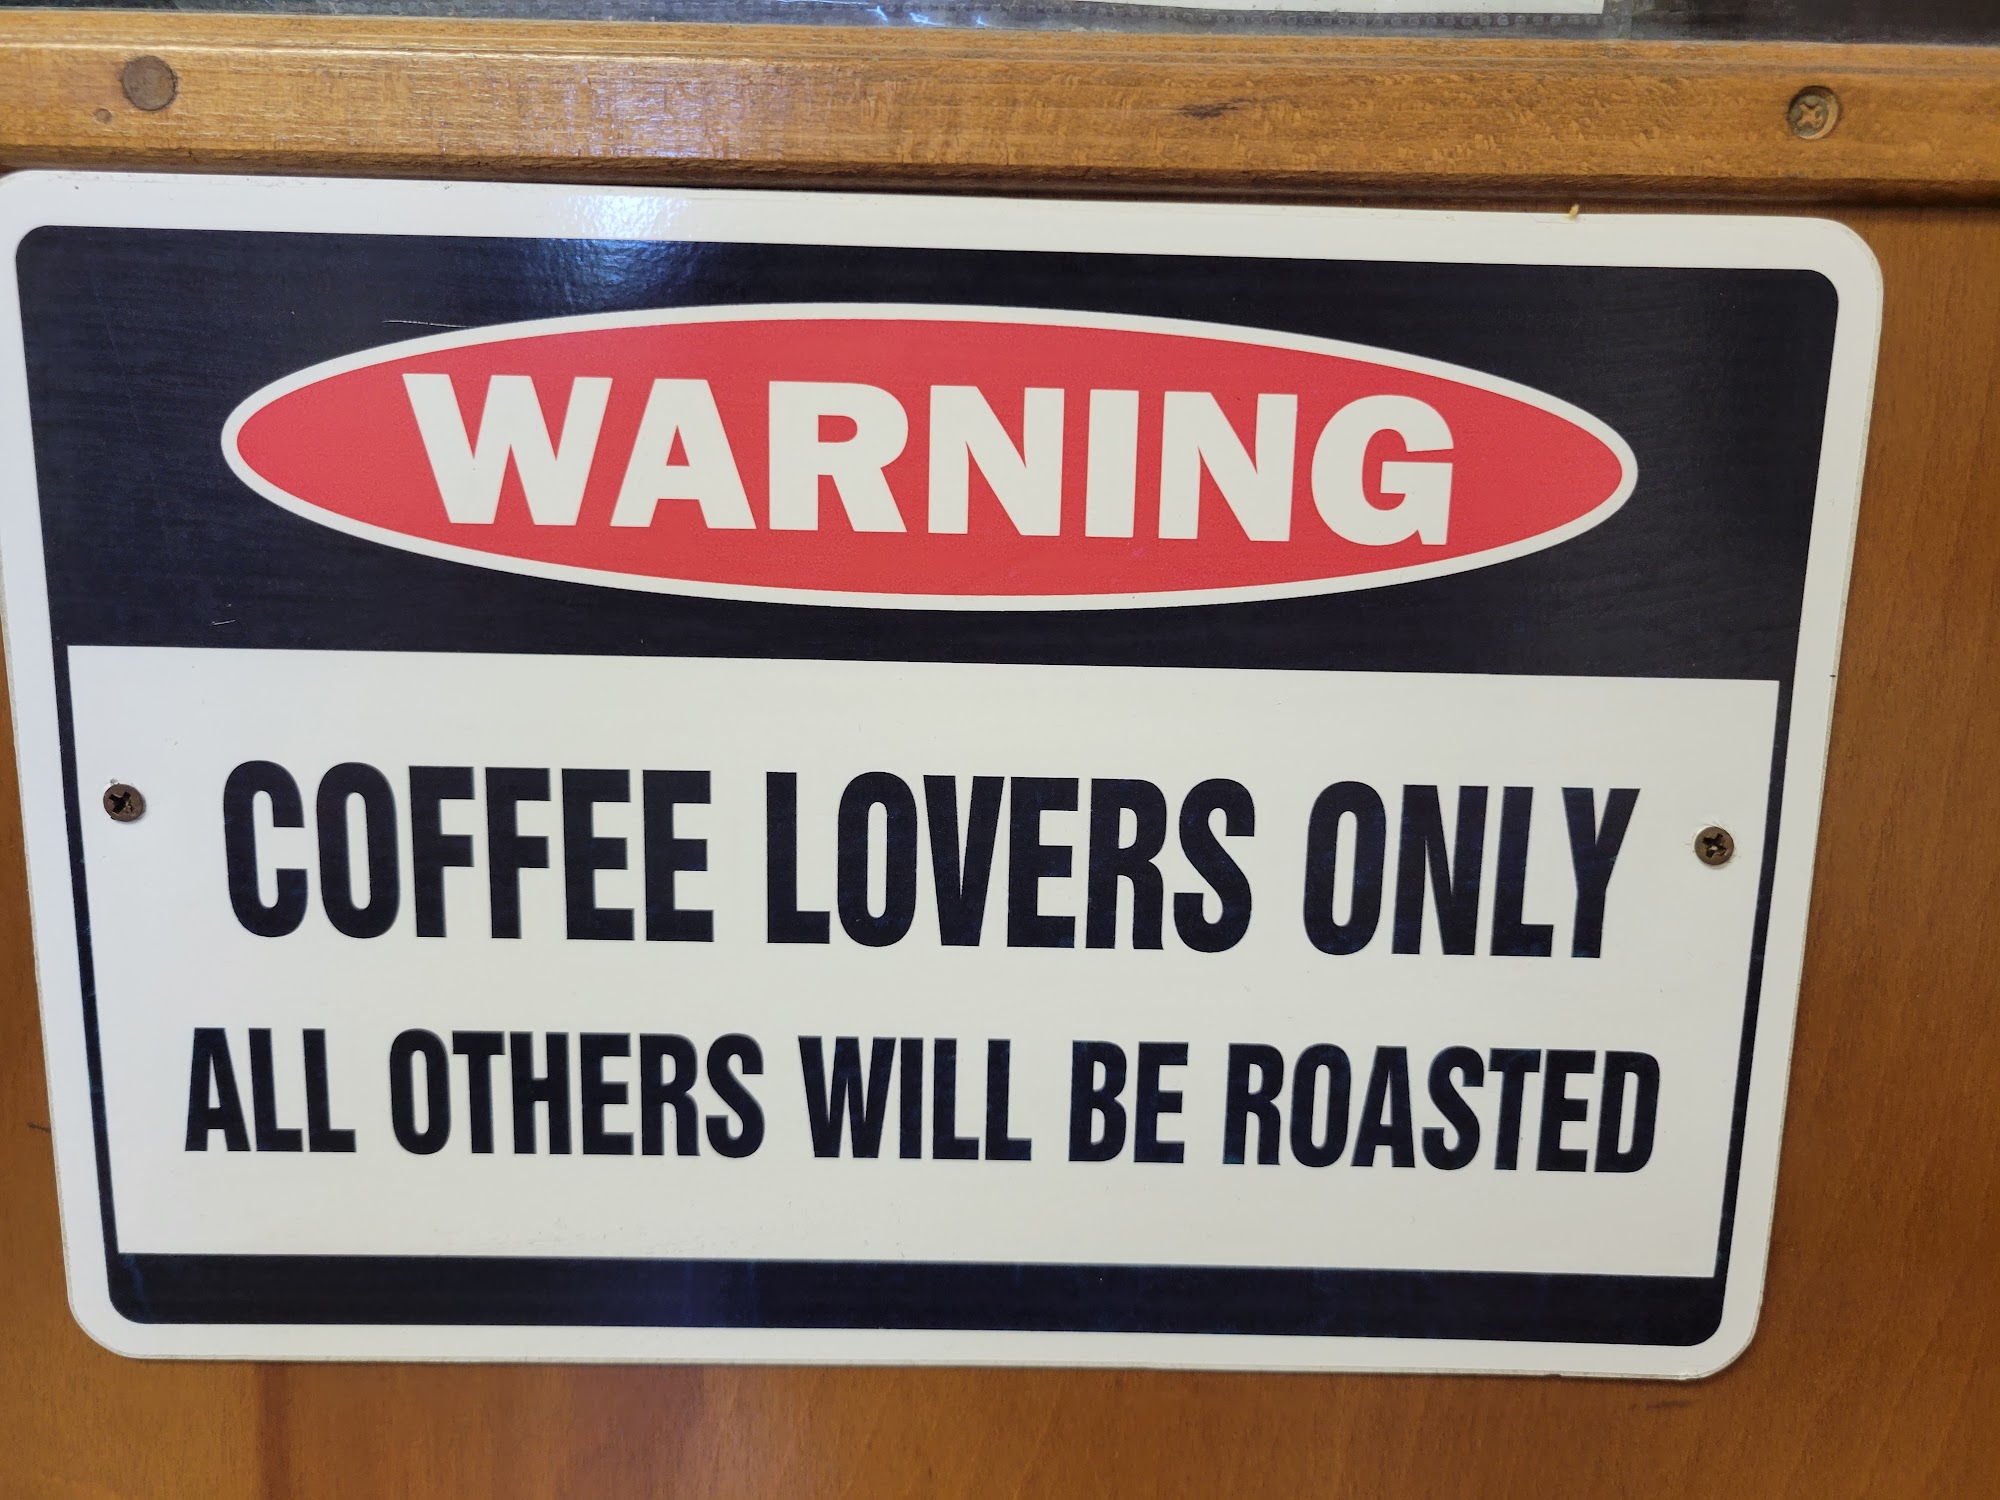 WARNING
COFFEE LOVERS ONLY
ALL OTHERS WILL BE ROASTED